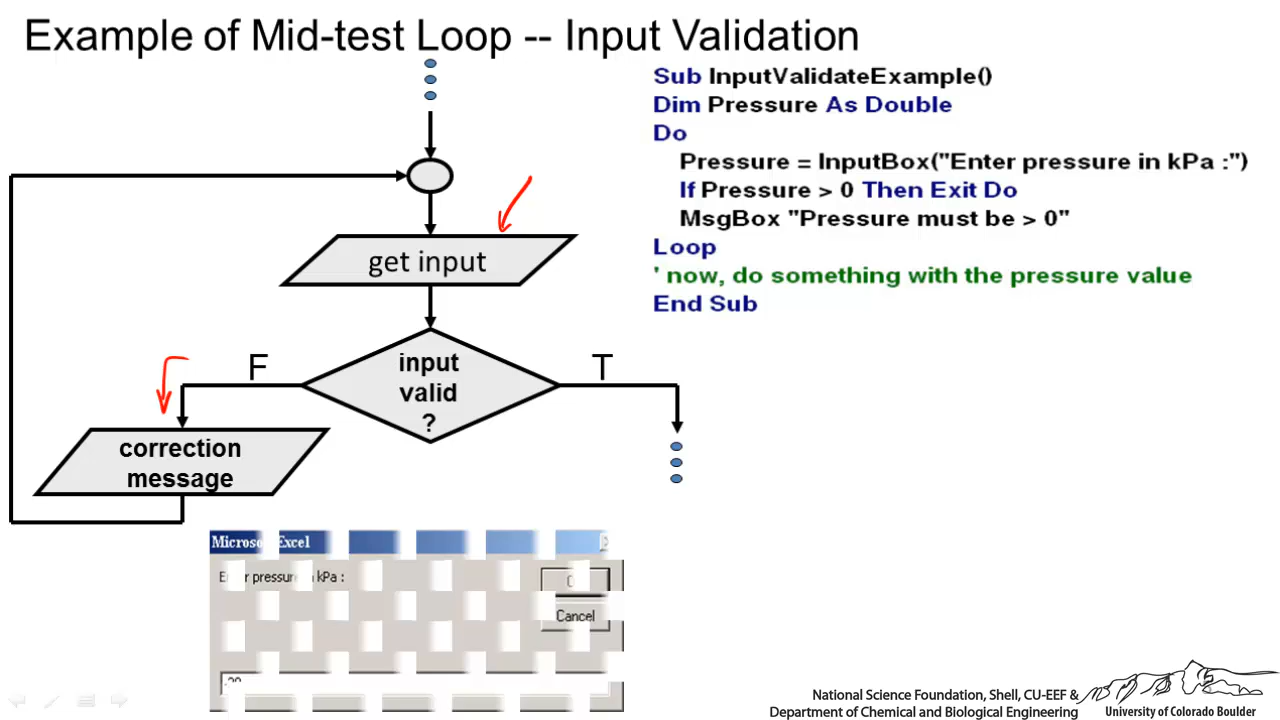 Example of Mid-test Loop -- Input Validation
Sub InputValidateExample()
Dim Pressure As Double
Do
Pressure = InputBox("Enter pressure in kPa :")
If Pressure > 0 Then Exit Do
MsgBox "Pressure must be > 0"
Loop
' now, do something with the pressure value
End Sub
get input
input
valid
?
F
T
correction
message
Excel
kPa :
Cancel
National Science Foundation, Shell, CU-EEF &
Department of Chemical and Biological Engineering
University of Colorado Boulder